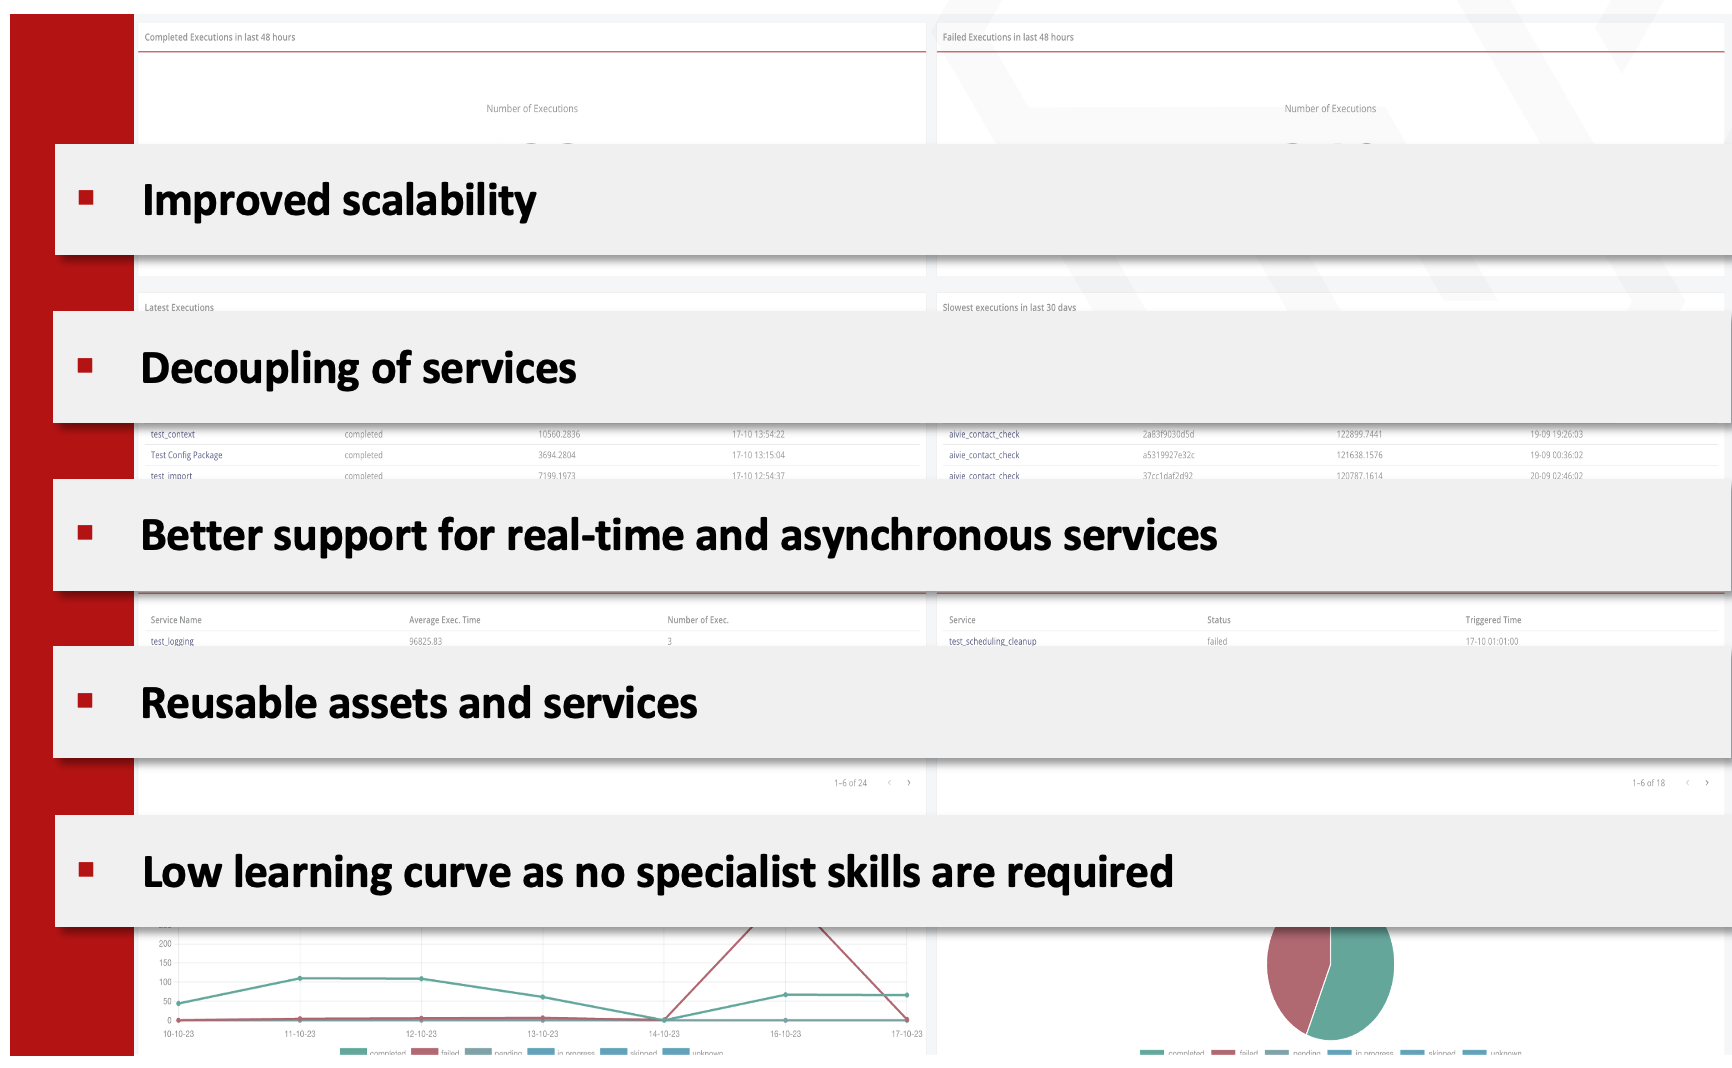 Completed Executions in last 48 hours
Failed Executions in last 48 hours
Number of Executions
Number of Executions
Improved scalability
Latest Executions
Slowest executions in last 30 days
Decoupling of services
test_context completed 10560.2836 17-10 13:54:22
aivie_contact_check 2a83f9030d5d 122899.7441 19-09 19:26:03
Test Config Package completed 3694.2804 17-10 13:15:04
aivie_contact_check a5319927e32c 121638.1576 19-09 00:36:02
test_import completed 7199.1973 17-10 12:54:37
aivie_contact_check 37cc1daf2d92 120787.1614 20-09 02:46:02
Better support for real-time and asynchronous services
Service Name Average Exec. Time Number of Exec.
Service Status Triggered Time
test_logging 96825.83 3
test_scheduling_cleanup failed 17-10 01:01:00
Reusable assets and services
1-6 of 24
1-6 of 18
Low learning curve as no specialist skills are required
200
150
100
50
0
10-10-23 11-10-23 12-10-23 13-10-23 14-10-23 16-10-23 17-10-23
completed failed pending in progress skipped unknown
completed failed pending in progress skipped unknown